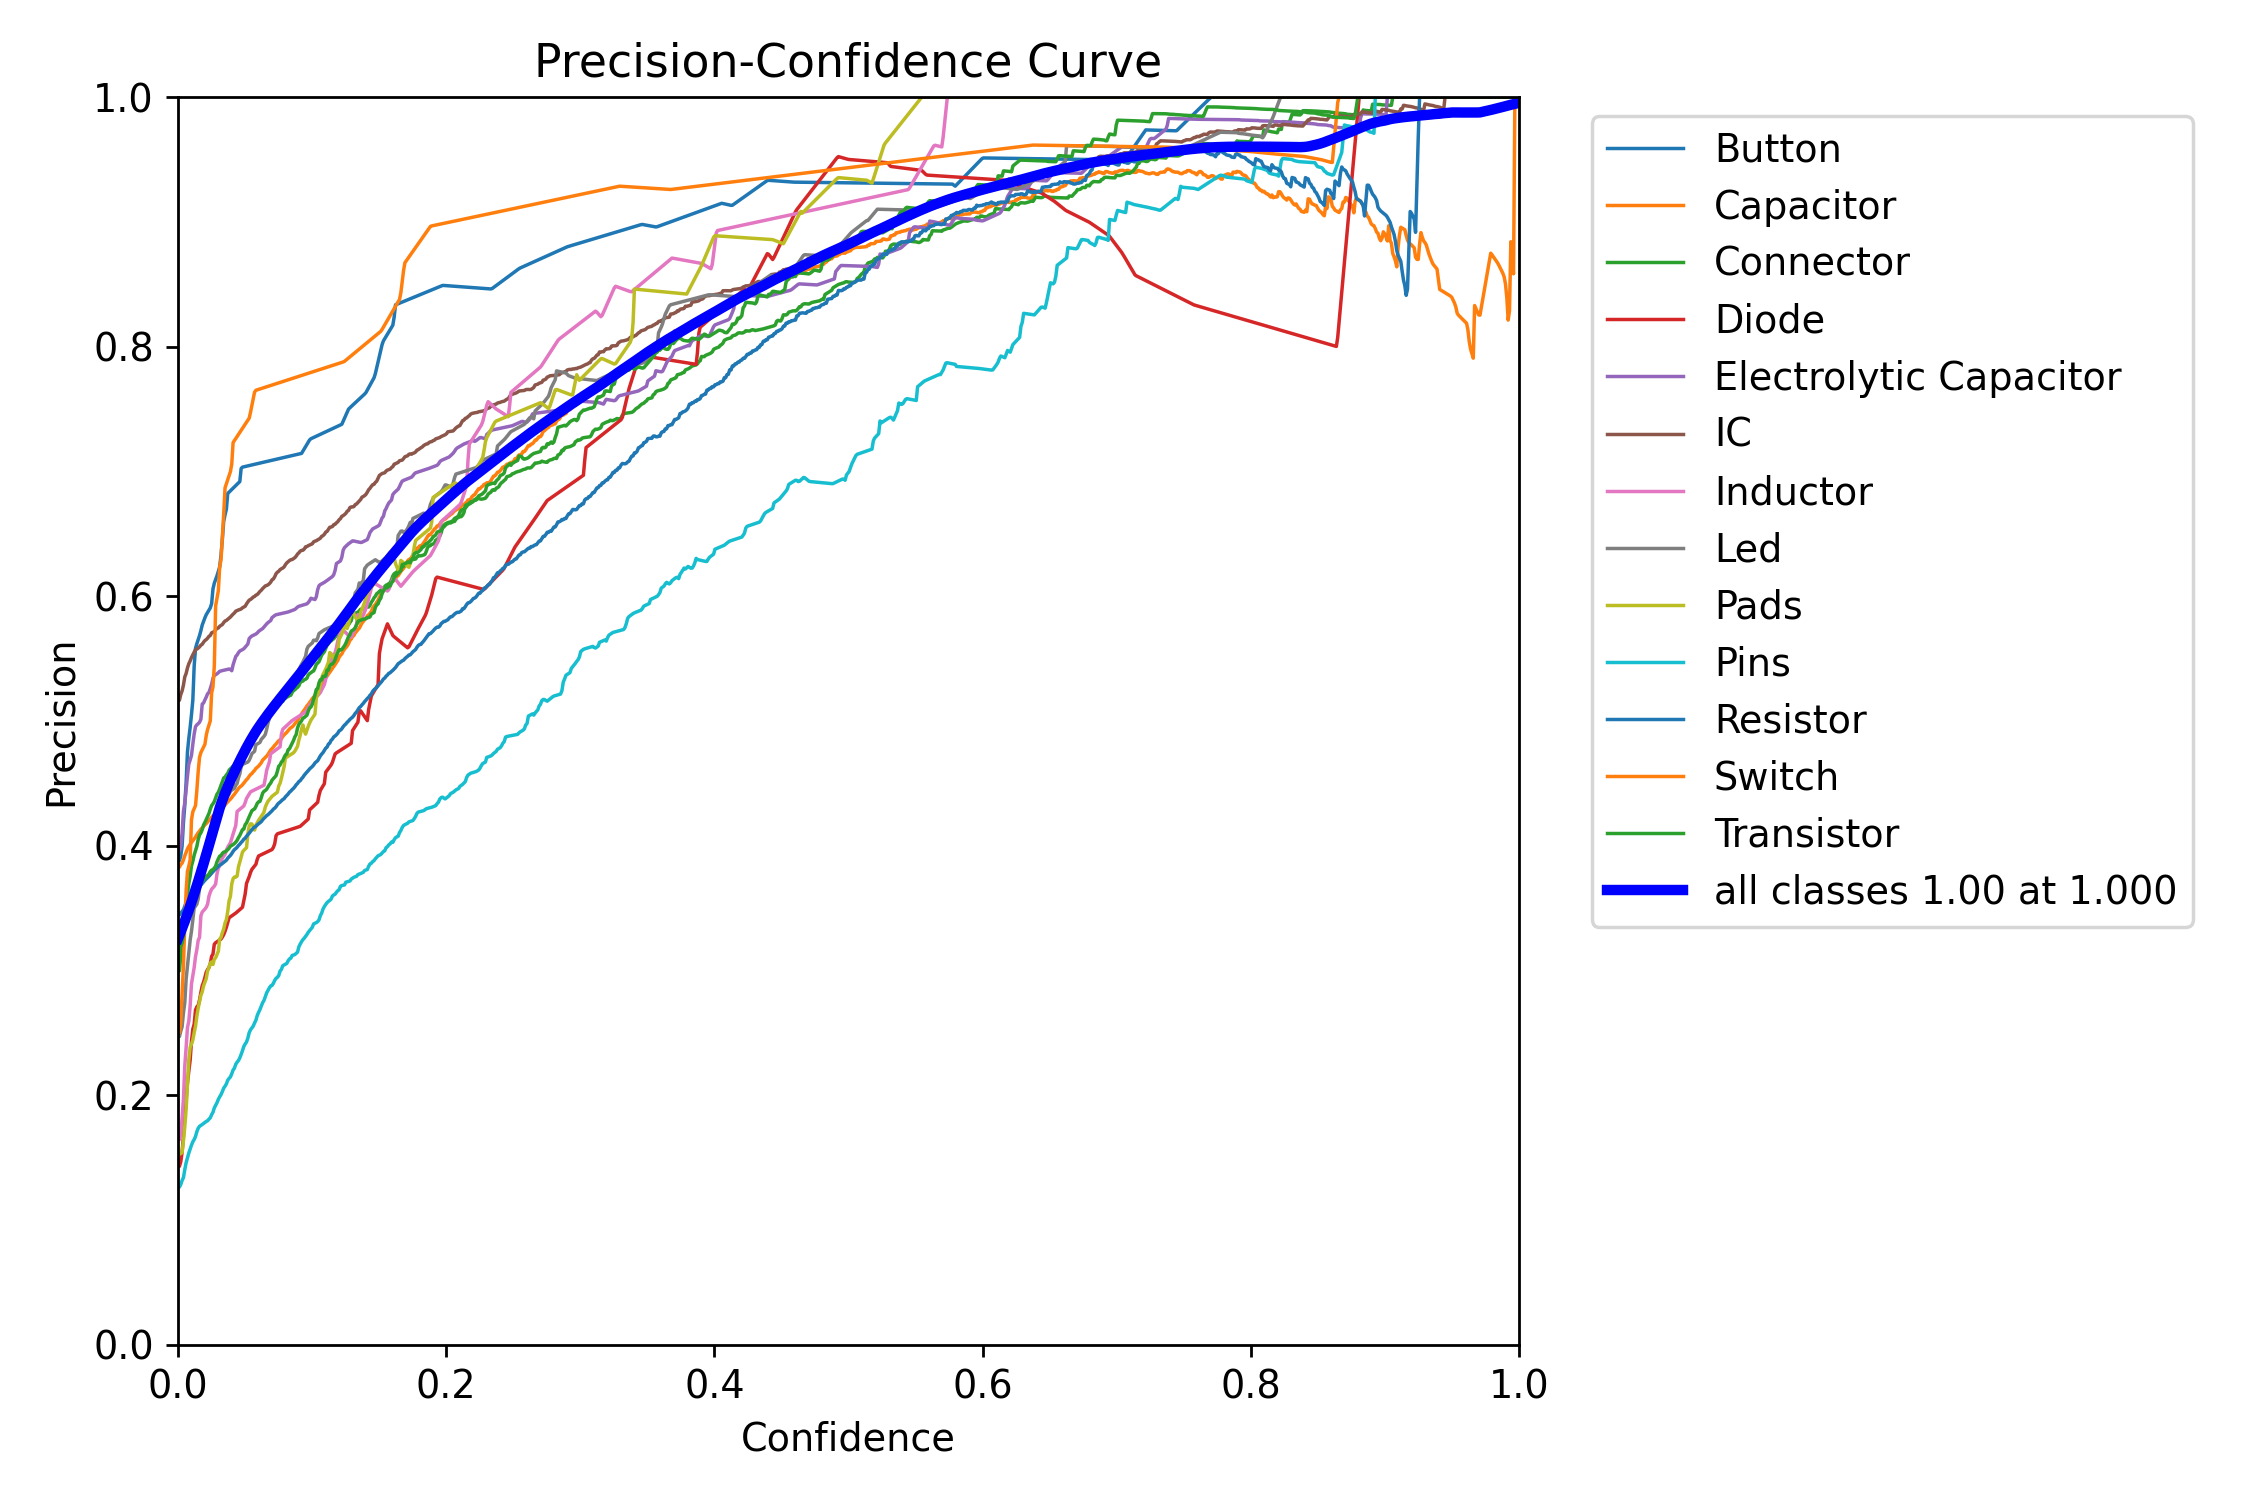 Precision-Confidence Curve
1.0
0.8
0.6
0.4
0.2
0.0
Precision
0.0 0.2 0.4 0.6 0.8 1.0
Confidence
Button
Capacitor
Connector
Diode
Electrolytic Capacitor
IC
Inductor
Led
Pads
Pins
Resistor
Switch
Transistor
all classes 1.00 at 1.000